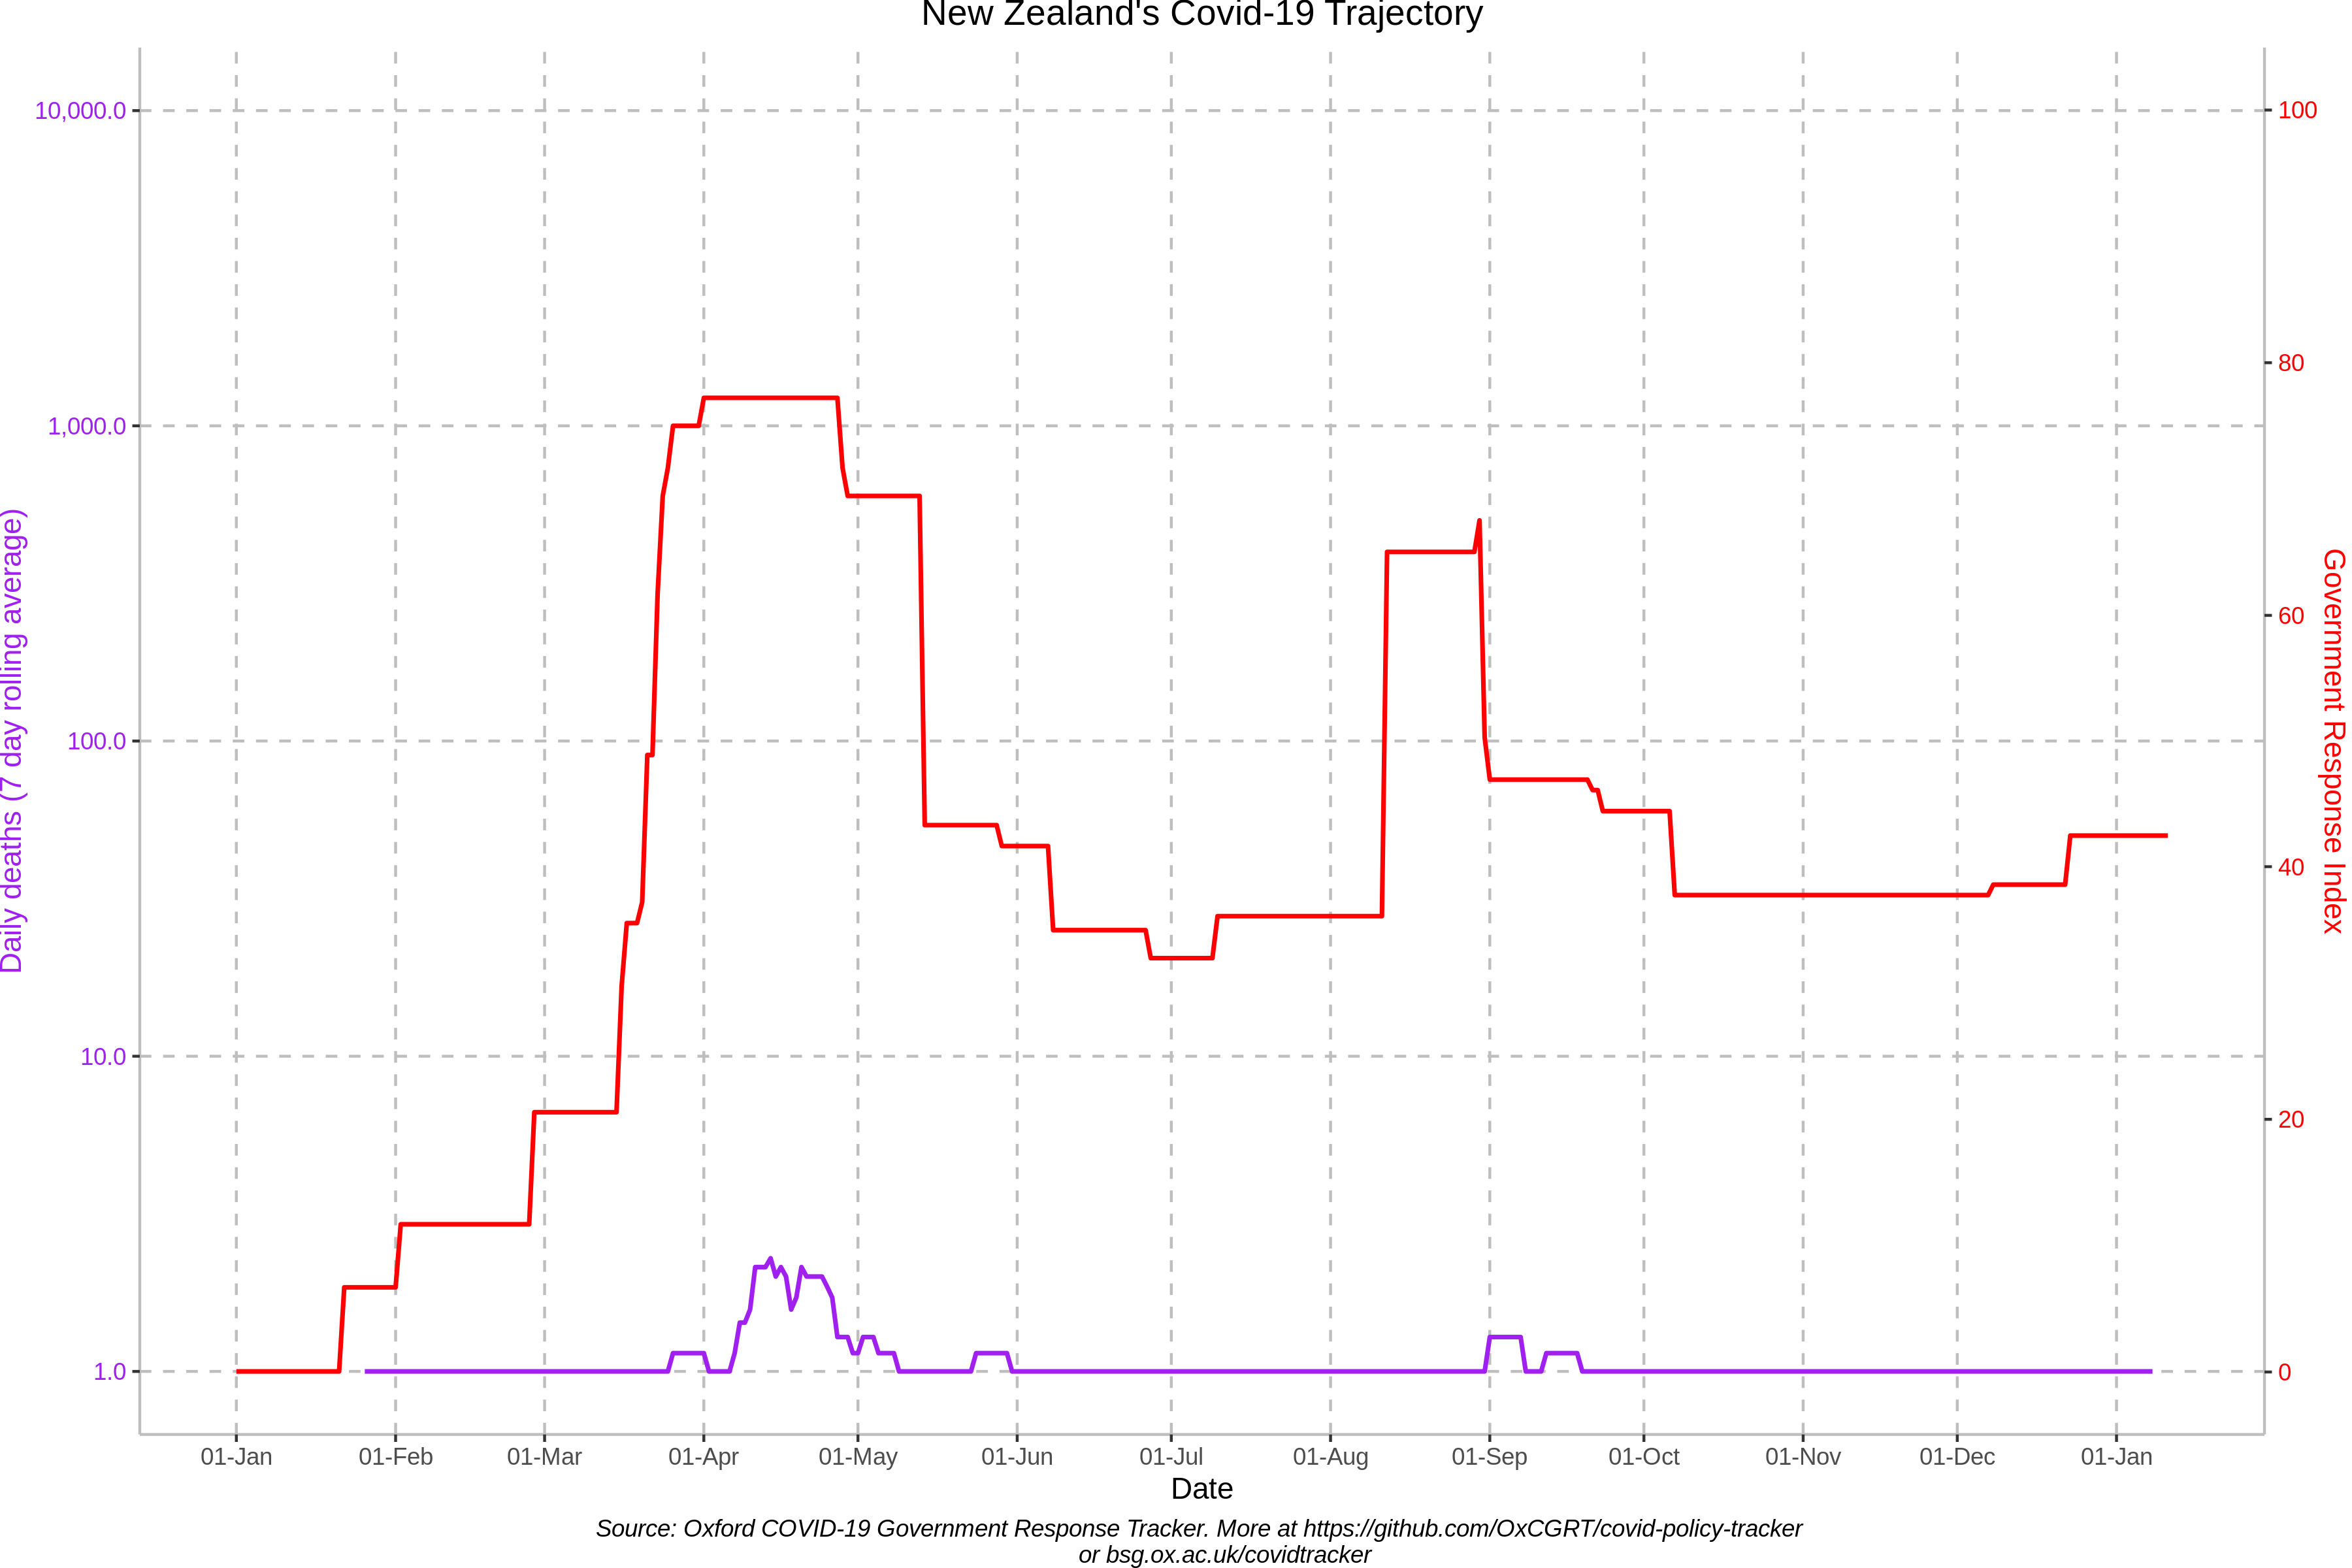 New Zealand's Covid-19 Trajectory
10,000.0
1,000.0
100.0
10.0
1.0
Daily deaths (7 day rolling average)
100
80
60
40
20
0
Government Response Index
01-Jan
01-Feb
01-Mar
01-Apr
01-May
01-Jun
01-Jul
01-Aug
01-Sep
01-Oct
01-Nov
01-Dec
01-Jan
Date
Source: Oxford COVID-19 Government Response Tracker. More at https://github.com/OxCGRT/covid-policy-tracker
or bsg.ox.ac.uk/covidtracker